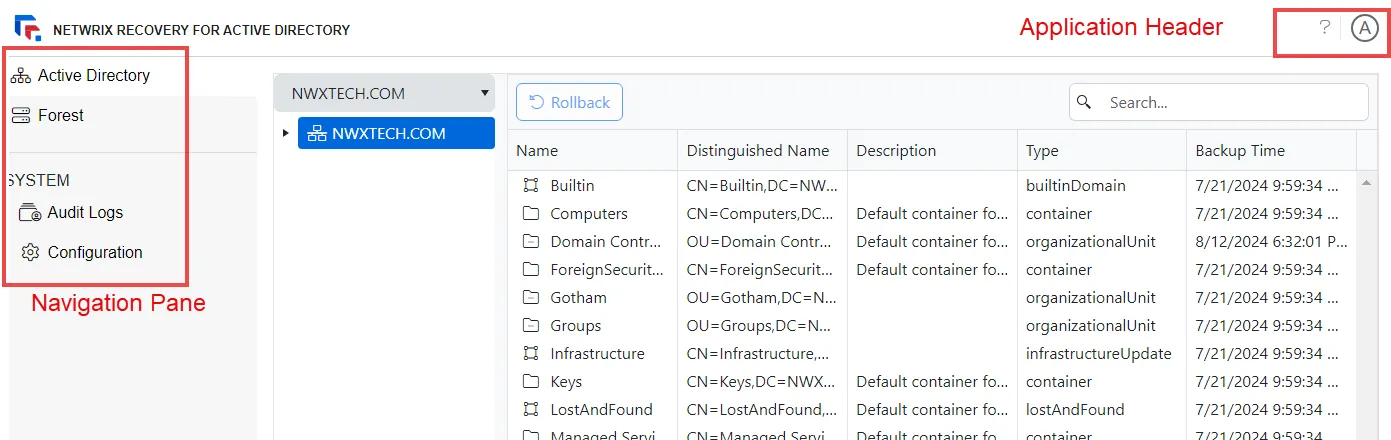 NETWRIX RECOVERY FOR ACTIVE DIRECTORY
Application Header
? A
Active Directory
Forest
SYSTEM
Audit Logs
Configuration
Navigation Pane
NWXTECH.COM
NWXTECH.COM
Rollback
Search...
Name Distinguished Name Description Type Backup Time
Builtin CN=Builtin,DC=NW... builtinDomain 7/21/2024 9:59:34 ...
Computers CN=Computers,DC... Default container fo... container 7/21/2024 9:59:34 ...
Domain Contr... OU=Domain Contr... organizationalUnit 8/12/2024 6:32:01 P...
ForeignSecurit... CN=ForeignSecurit... Default container fo... container 7/21/2024 9:59:34 ...
Gotham OU=Gotham,DC=N... organizationalUnit 7/21/2024 9:59:34 ...
Groups OU=Groups,DC=N... organizationalUnit 7/21/2024 9:59:34 ...
Infrastructure CN=Infrastructure,... infrastructureUpdate 7/21/2024 9:59:34 ...
Keys CN=Keys,DC=NWX... Default container fo... container 7/21/2024 9:59:34 ...
LostAndFound CN=LostAndFound,... Default container fo... lostAndFound 7/21/2024 9:59:34 ...
Managed Servi... CN=Managed Servi... Default container fo... container 7/21/2024 9:59:34 ...